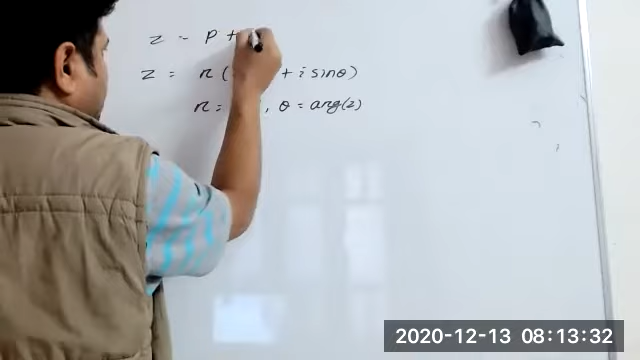 z = p +
z = r ( + i sinθ)
r = , θ = arg(z)
2020-12-13 08:13:32